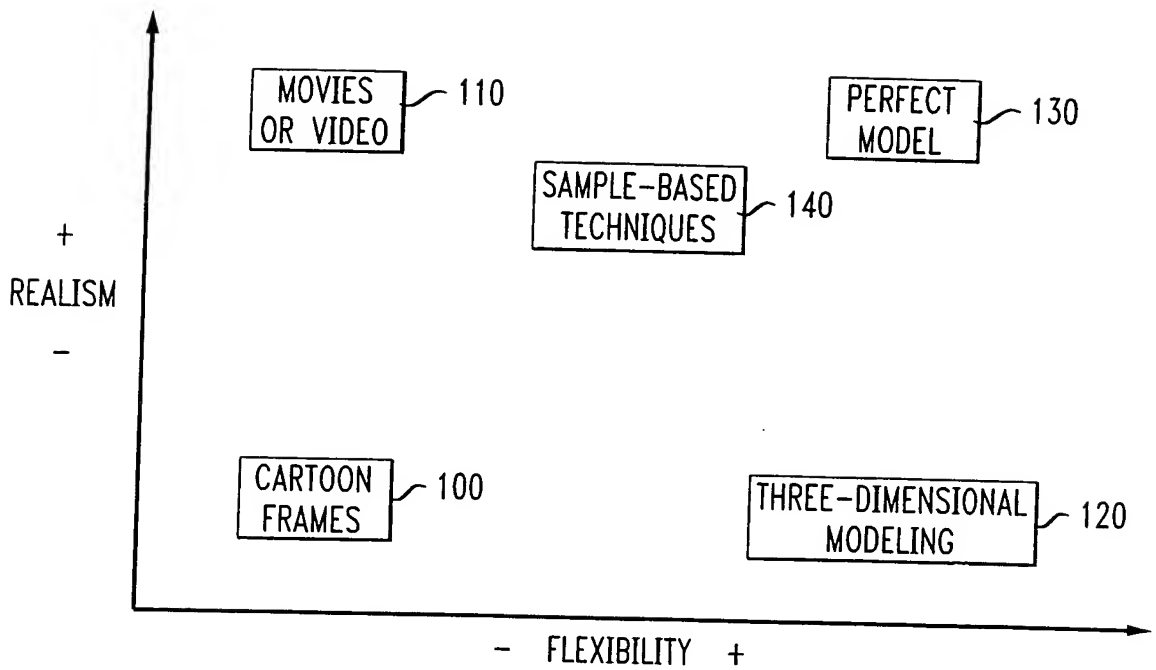 MOVIES
OR VIDEO
110
PERFECT
MODEL
130
SAMPLE-BASED
TECHNIQUES
140
+
REALISM
-
CARTOON
FRAMES
100
THREE-DIMENSIONAL
MODELING
120
- FLEXIBILITY +